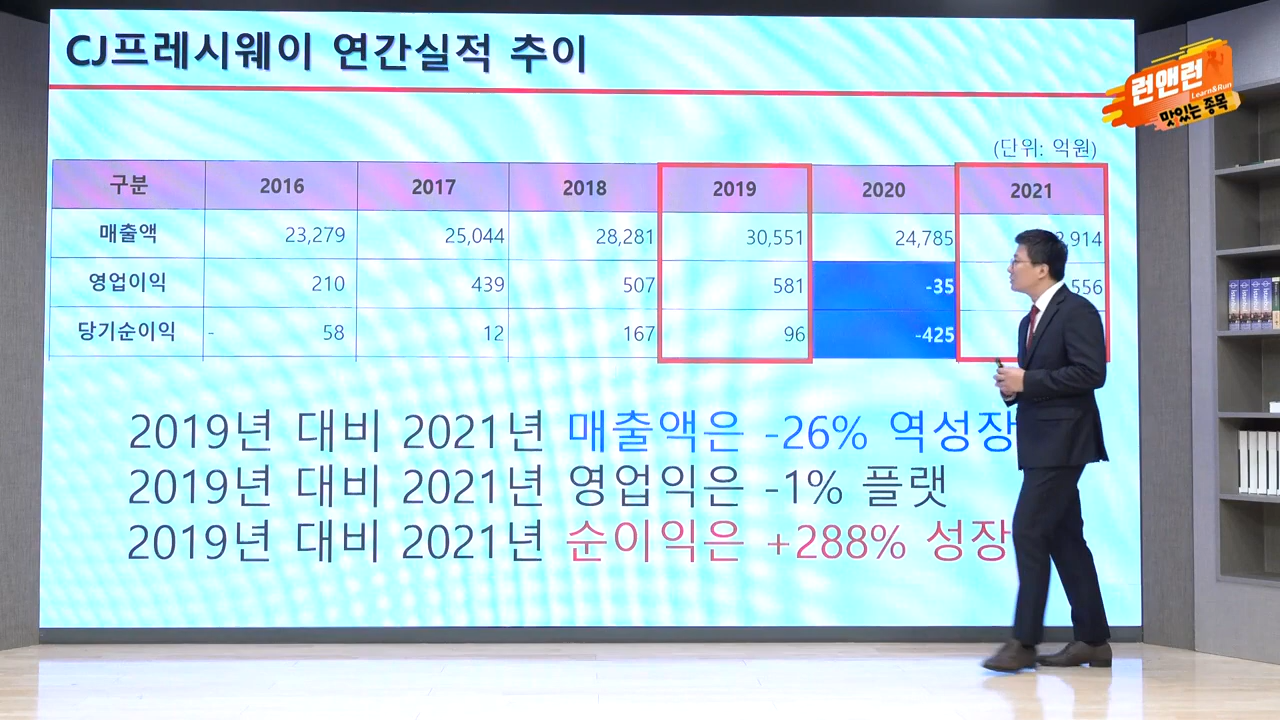 CJ프레시웨이 연간실적 추이
런앤런
Learn&Run
맛있는 종목
(단위: 억원)
구분 2016 2017 2018 2019 2020 2021
매출액 23,279 25,044 28,281 30,551 24,785 2,914
영업이익 210 439 507 581 -35 556
당기순이익 - 58 12 167 96 -425
2019년 대비 2021년 매출액은 -26% 역성장
2019년 대비 2021년 영업익은 -1% 플랫
2019년 대비 2021년 순이익은 +288% 성장